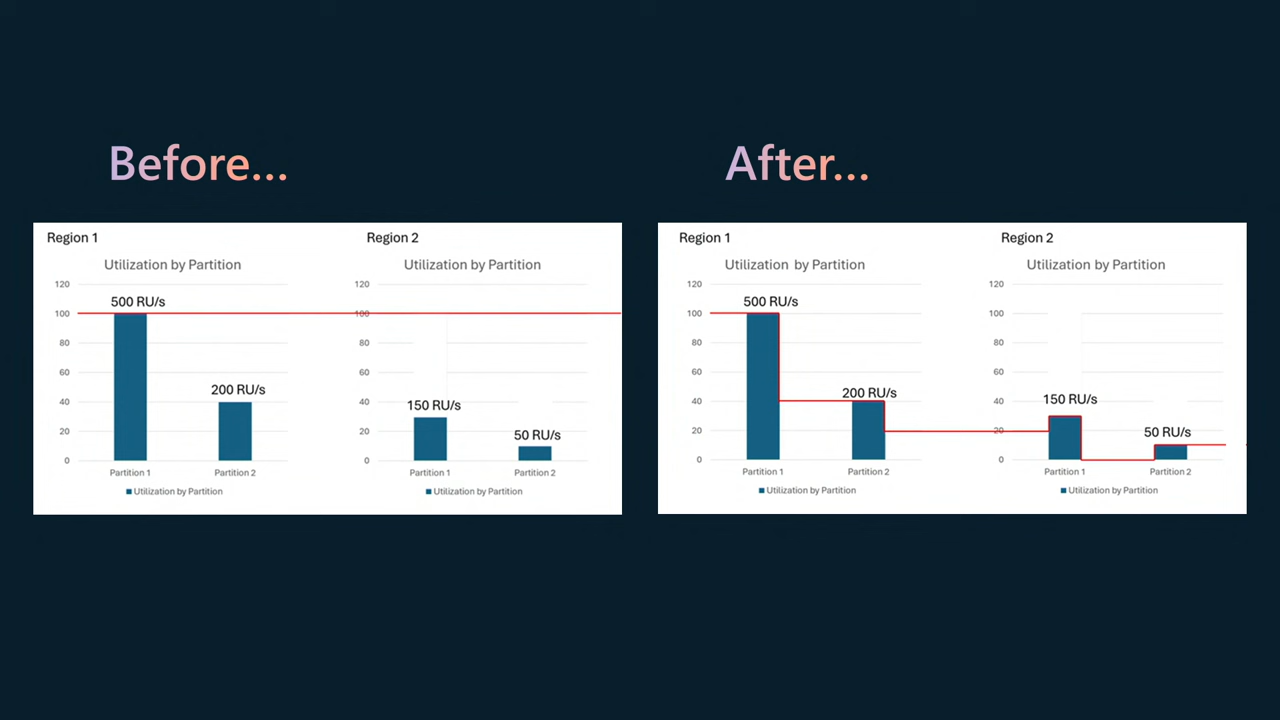 Before...
Region 1
Utilization by Partition
120
100
80
60
40
20
0
500 RU/s
200 RU/s
Partition 1
Partition 2
Utilization by Partition
Region 2
Utilization by Partition
120
100
80
60
40
20
0
150 RU/s
50 RU/s
Partition 1
Partition 2
Utilization by Partition
After...
Region 1
Utilization by Partition
120
100
80
60
40
20
0
500 RU/s
200 RU/s
Partition 1
Partition 2
Utilization by Partition
Region 2
Utilization by Partition
120
100
80
60
40
20
0
150 RU/s
50 RU/s
Partition 1
Partition 2
Utilization by Partition